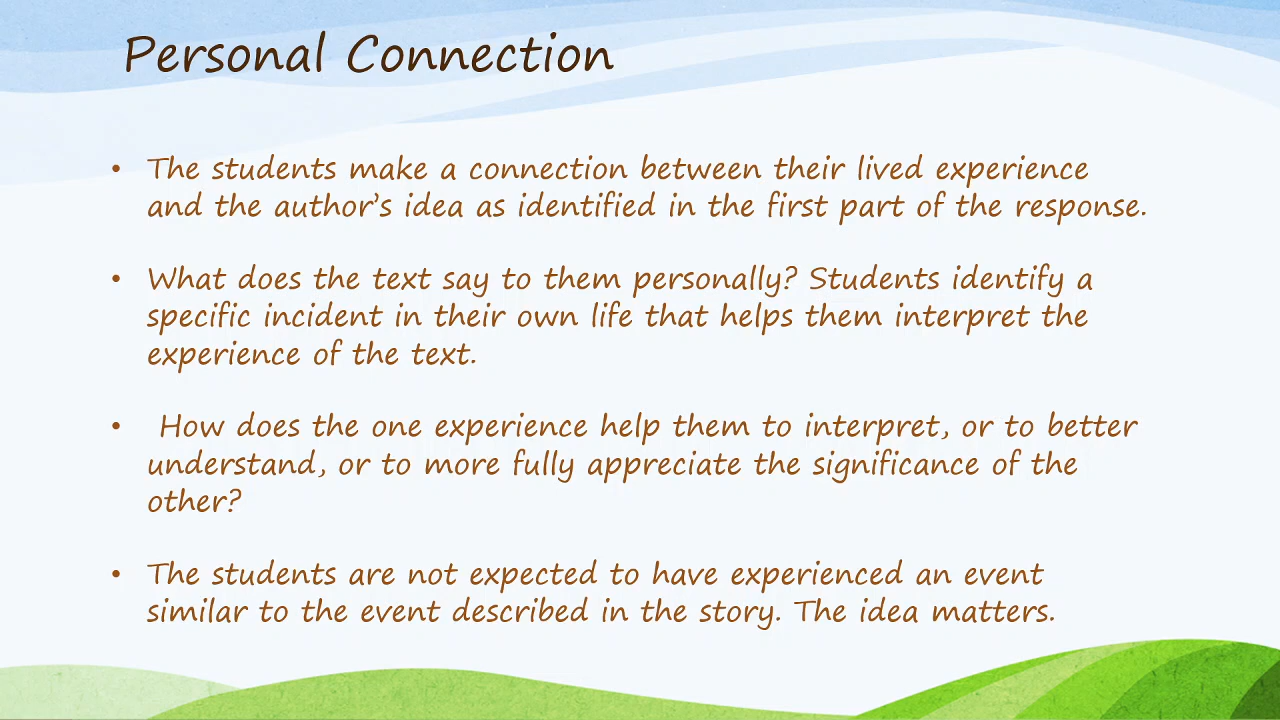 Personal Connection
• The students make a connection between their lived experience
and the author’s idea as identified in the first part of the response.
• What does the text say to them personally? Students identify a
specific incident in their own life that helps them interpret the
experience of the text.
• How does the one experience help them to interpret, or to better
understand, or to more fully appreciate the significance of the
other?
• The students are not expected to have experienced an event
similar to the event described in the story. The idea matters.